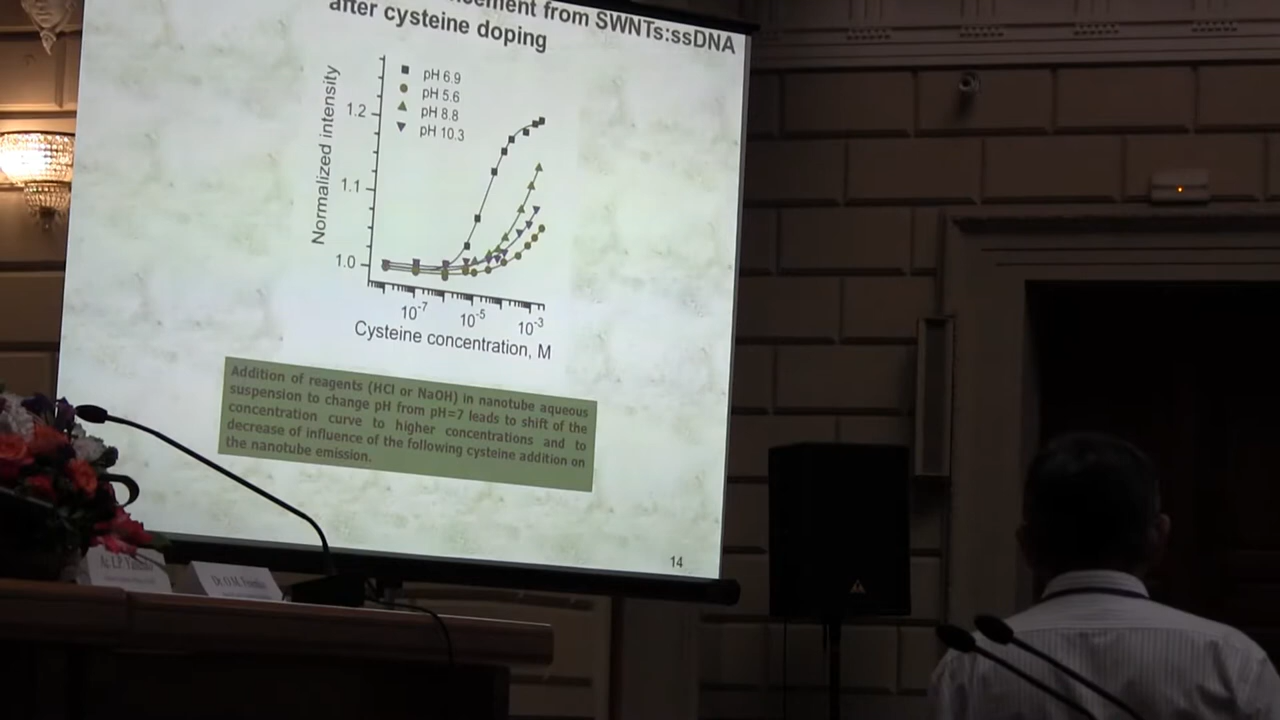 from SWNTs:ssDNA
after cysteine doping
Normalized intensity
pH 6.9
pH 5.6
pH 8.8
pH 10.3
1.2
1.1
1.0
10-7
10-5
10-3
Cysteine concentration, M
Addition of reagents (HCl or NaOH) in nanotube aqueous
suspension to change pH from pH=7 leads to shift of the
concentration curve to higher concentrations and to
decrease of influence of the following cysteine addition on
the nanotube emission.
14